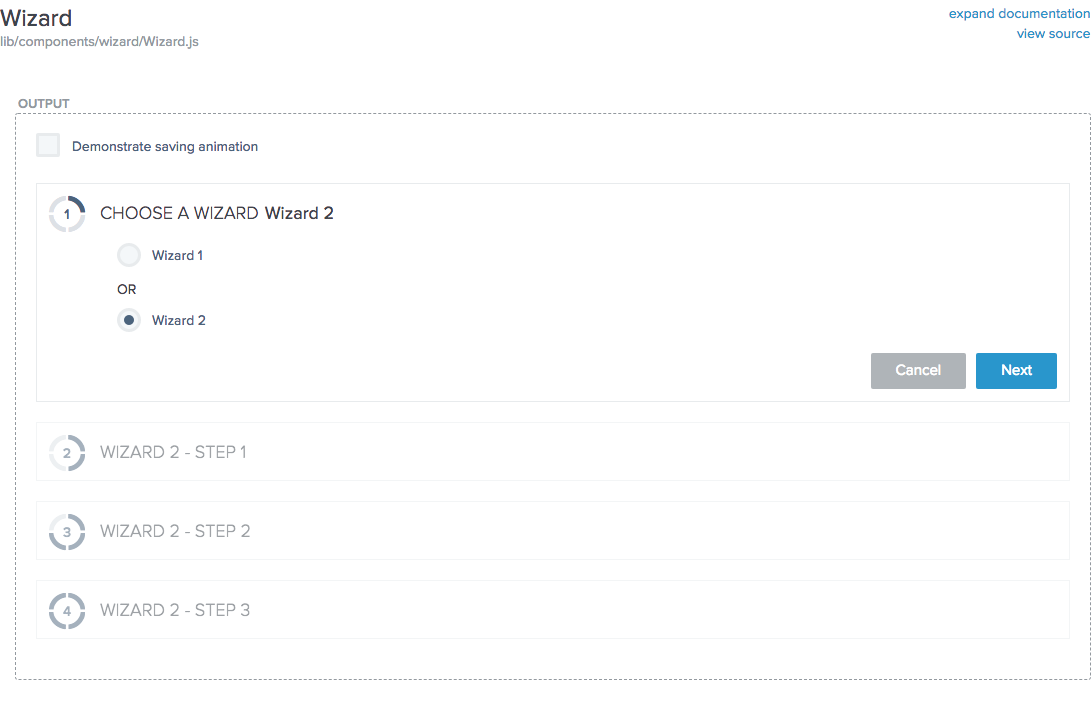 Wizard
expand documentation
lib/components/wizard/Wizard.js
view source
OUTPUT
Demonstrate saving animation
1 CHOOSE A WIZARD Wizard 2
Wizard 1
OR
Wizard 2
Cancel Next
2 WIZARD 2 - STEP 1
3 WIZARD 2 - STEP 2
4 WIZARD 2 - STEP 3